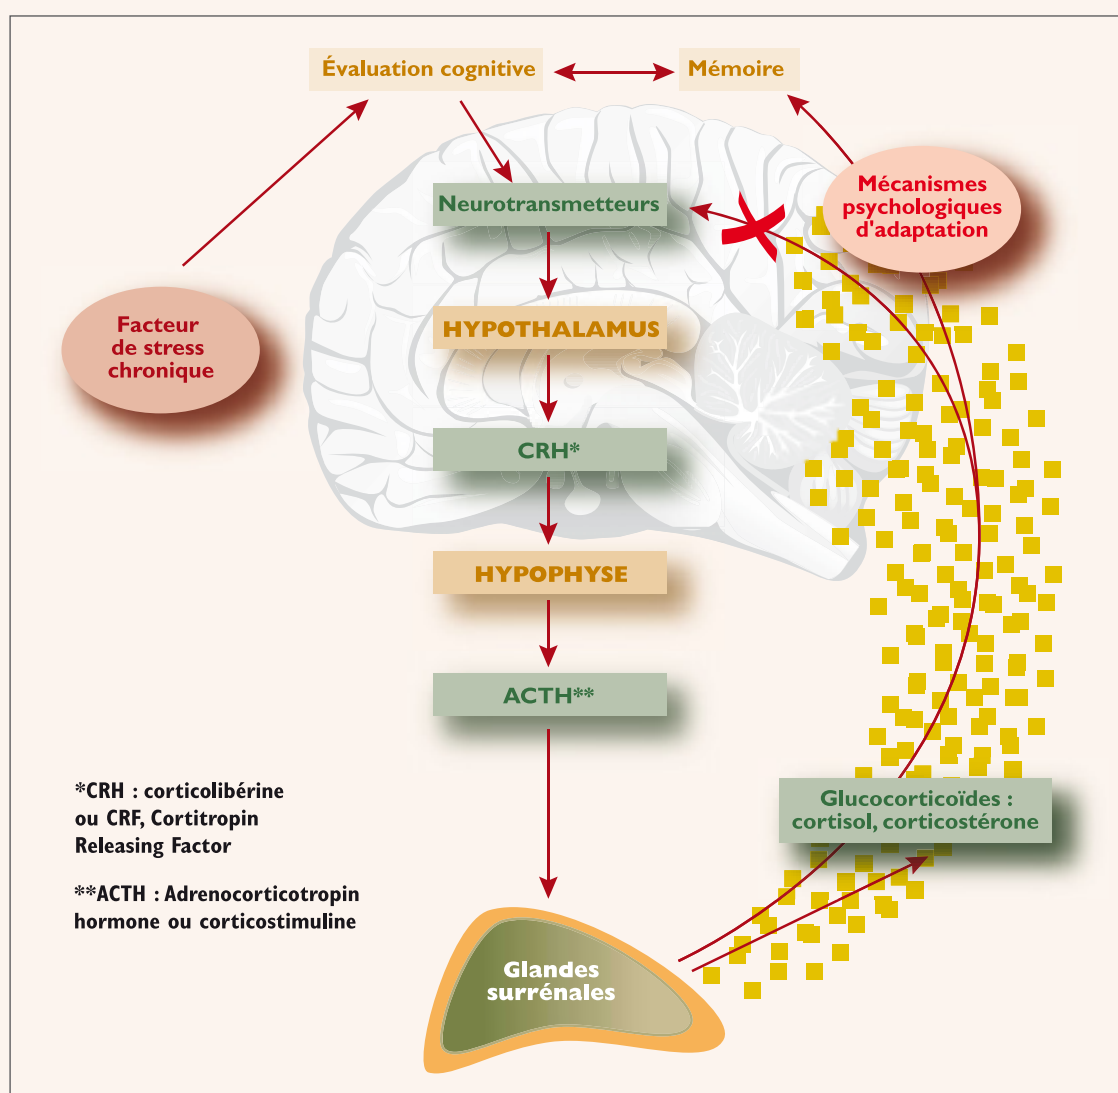 Évaluation cognitive
Mémoire
Mécanismes
psychologiques
d'adaptation
Neurotransmetteurs
Facteur
de stress
chronique
HYPOTHALAMUS
CRH*
HYPOPHYSE
ACTH**
*CRH : corticolibérine
ou CRF, Cortitropin
Releasing Factor
**ACTH : Adrenocorticotropin
hormone ou corticostimuline
Glucocorticoïdes :
cortisol, corticostérone
Glandes
surrénales